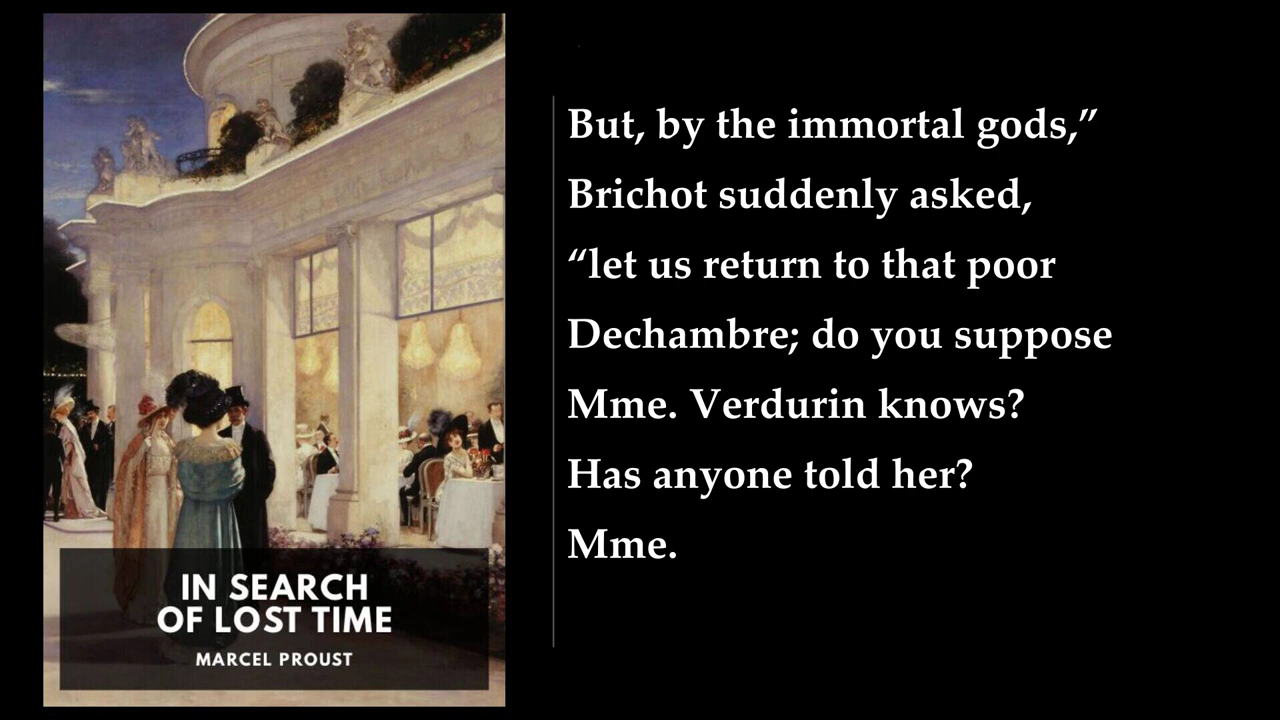 IN SEARCH
OF LOST TIME
MARCEL PROUST
But, by the immortal gods,”
Brichot suddenly asked,
“let us return to that poor
Dechambre; do you suppose
Mme. Verdurin knows?
Has anyone told her?
Mme.